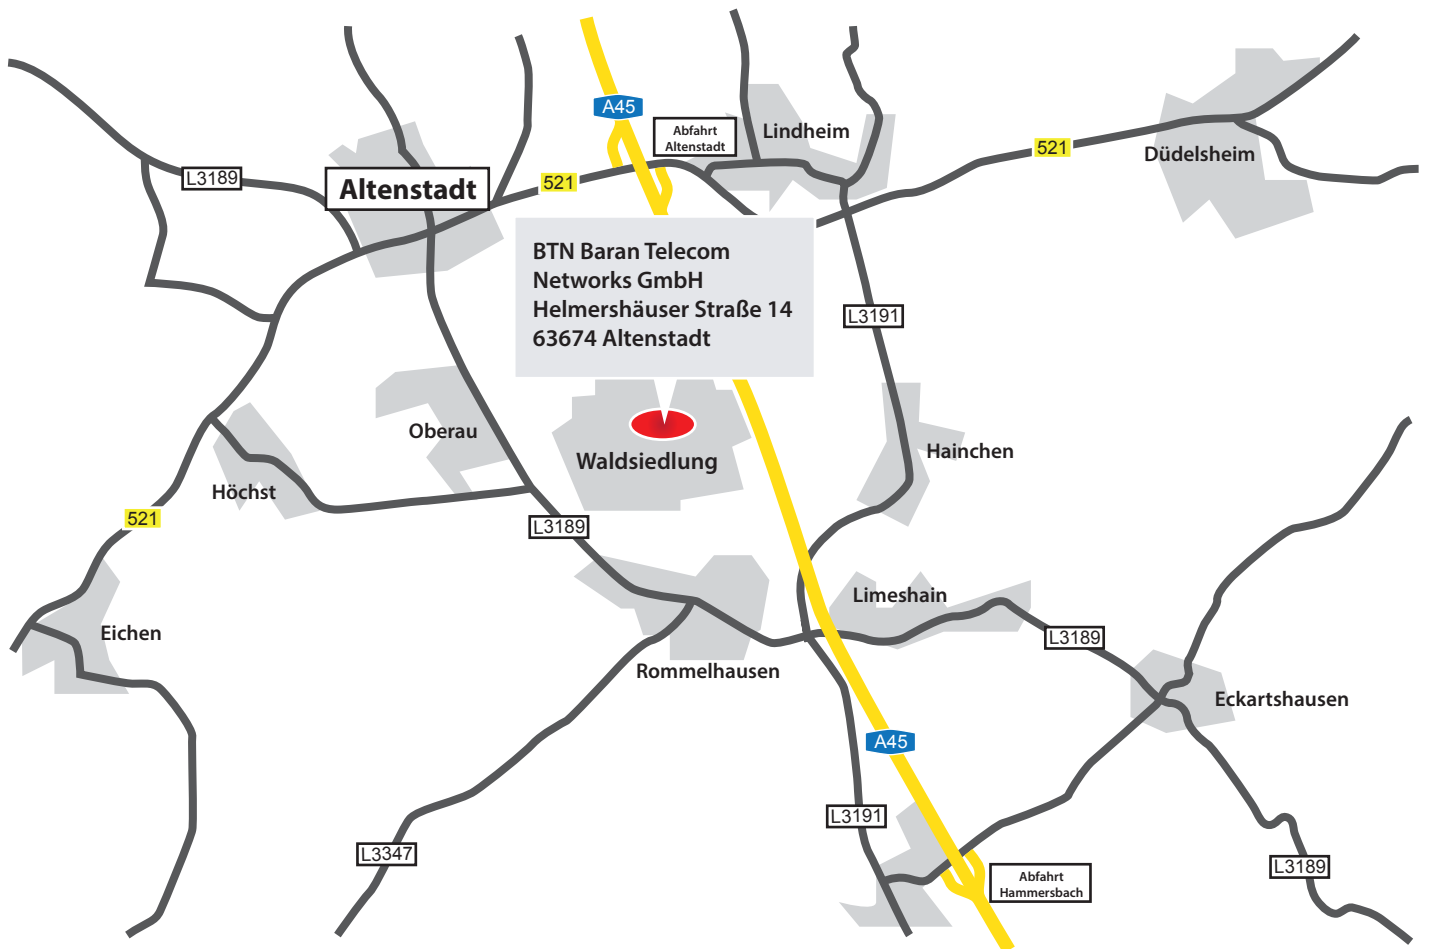 A45
Abfahrt
Altenstadt
Lindheim
521
Düdelsheim
L3189
Altenstadt
521
BTN Baran Telecom
Networks GmbH
Helmershäuser Straße 14
63674 Altenstadt
L3191
Oberau
Waldsiedlung
Hainchen
Höchst
521
L3189
Limeshain
Eichen
L3189
Rommelhausen
Eckartshausen
A45
L3191
L3347
Abfahrt
Hammersbach
L3189